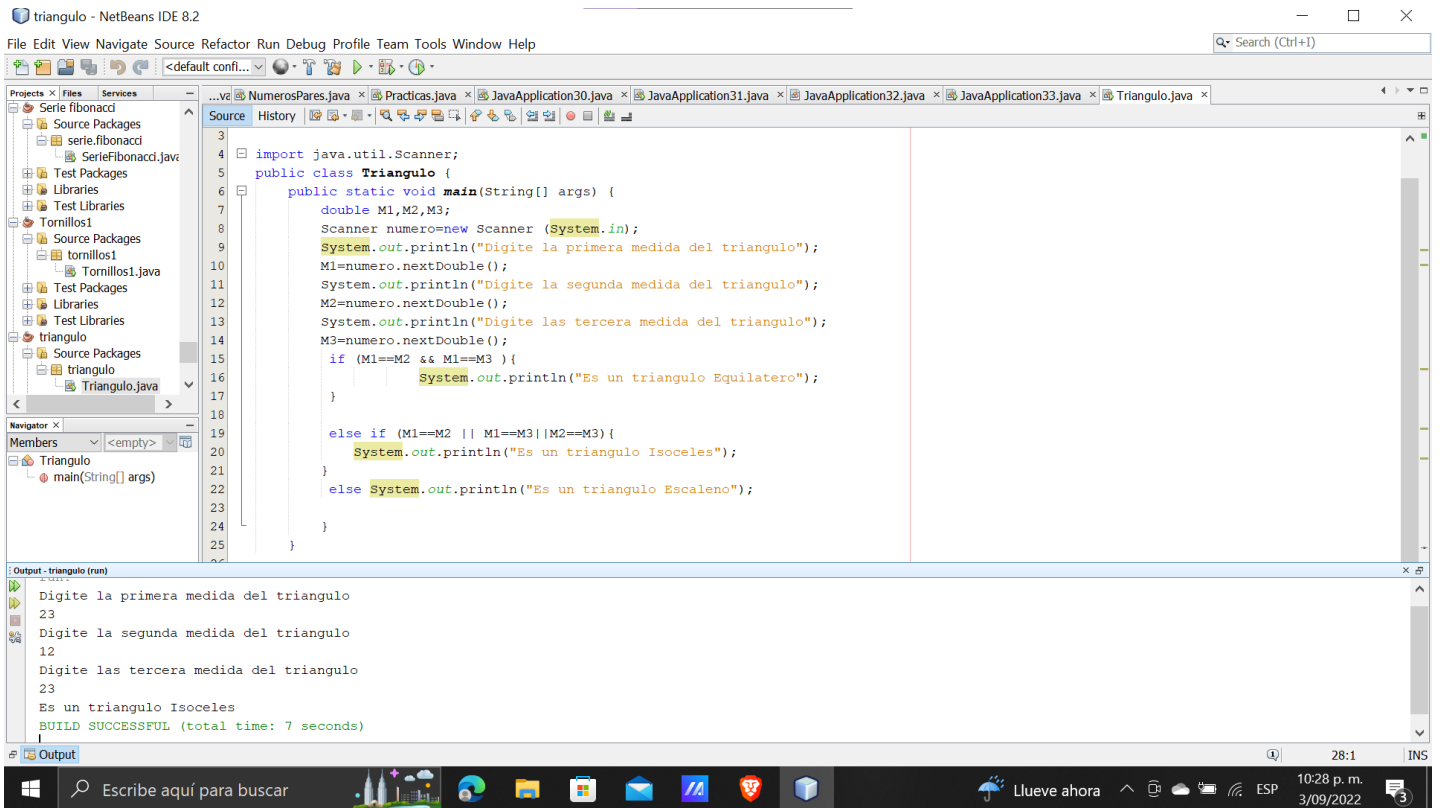 triangulo - NetBeans IDE 8.2
File Edit View Navigate Source Refactor Run Debug Profile Team Tools Window Help
Search (Ctrl+I)
<default confi...
Projects Files Services
...va NumerosPares.java Practicas.java JavaApplication30.java JavaApplication31.java JavaApplication32.java JavaApplication33.java Triangulo.java
Source History
Serie fibonacci
Source Packages
serie.fibonacci
SerieFibonacci.java
Test Packages
Libraries
Test Libraries
Tornillos1
Source Packages
tornillos1
Tornillos1.java
Test Packages
Libraries
Test Libraries
triangulo
Source Packages
triangulo
Triangulo.java
Navigator
Members <empty>
Triangulo
main(String[] args)
3
4 import java.util.Scanner;
5 public class Triangulo {
6 public static void main(String[] args) {
7 double M1,M2,M3;
8 Scanner numero=new Scanner (System.in);
9 System.out.println("Digite la primera medida del triangulo");
10 M1=numero.nextDouble();
11 System.out.println("Digite la segunda medida del triangulo");
12 M2=numero.nextDouble();
13 System.out.println("Digite las tercera medida del triangulo");
14 M3=numero.nextDouble();
15 if (M1==M2 && M1==M3 ){
16 System.out.println("Es un triangulo Equilatero");
17 }
18
19 else if (M1==M2 || M1==M3||M2==M3){
20 System.out.println("Es un triangulo Isoceles");
21 }
22 else System.out.println("Es un triangulo Escaleno");
23
24 }
25 }
Output - triangulo (run)
run:
Digite la primera medida del triangulo
23
Digite la segunda medida del triangulo
12
Digite las tercera medida del triangulo
23
Es un triangulo Isoceles
BUILD SUCCESSFUL (total time: 7 seconds)
Output
1
28:1
INS
Escribe aquí para buscar
Llueve ahora
ESP
10:28 p. m.
3/09/2022
3